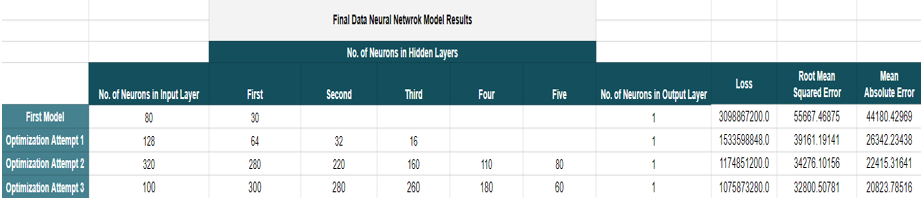 Final Data Neural Netwrok Model Results
No. of Neurons in Hidden Layers
No. of Neurons in Input Layer First Second Third Four Five No. of Neurons in Output Layer Loss Root Mean Squared Error Mean Absolute Error
First Model 80 30 1 3098867200.0 55667.46875 44180.42969
Optimization Attempt 1 128 64 32 16 1 1533598848.0 39161.19141 26342.23438
Optimization Attempt 2 320 280 220 160 110 80 1 1174851200.0 34276.10156 22415.31641
Optimization Attempt 3 100 300 280 260 180 60 1 1075873280.0 32800.50781 20823.78516